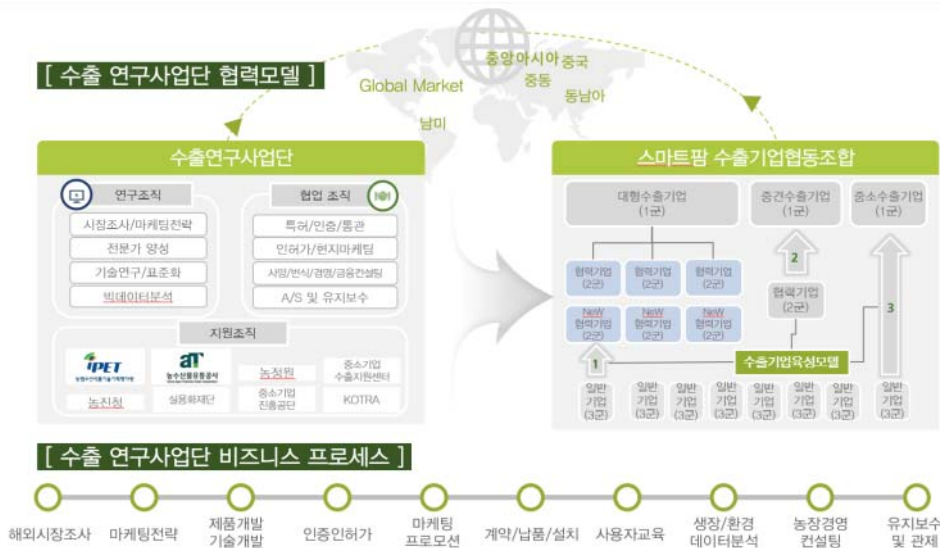 [ 수출 연구사업단 협력모델 ]
Global Market
중앙아시아
중국
중동
동남아
남미
수출연구사업단
연구조직
시장조사/마케팅전략
전문가 양성
기술연구/표준화
빅데이터분석
협업 조직
특허/인증/통관
인허가/현지마케팅
사양/번식/경영/금융컨설팅
A/S 및 유지보수
지원조직
iPET
농림수산식품기술기획평가원
aT
농수산물유통공사
농정원
중소기업
수출지원센터
농진청
실용화재단
중소기업
진흥공단
KOTRA
스마트팜 수출기업협동조합
대형수출기업
(1군)
중견수출기업
(1군)
중소수출기업
(1군)
협력기업
(2군)
협력기업
(2군)
협력기업
(2군)
NeW
협력기업
(2군)
NeW
협력기업
(2군)
NeW
협력기업
(2군)
2
협력기업
(2군)
3
1
수출기업육성모델
일반
기업
(3군)
일반
기업
(3군)
일반
기업
(3군)
일반
기업
(3군)
일반
기업
(3군)
일반
기업
(3군)
일반
기업
(3군)
일반
기업
(3군)
[ 수출 연구사업단 비즈니스 프로세스 ]
해외시장조사
마케팅전략
제품개발
기술개발
인증인허가
마케팅
프로모션
계약/납품/설치
사용자교육
생장/환경
데이터분석
농장경영
컨설팅
유지보수
및 관제